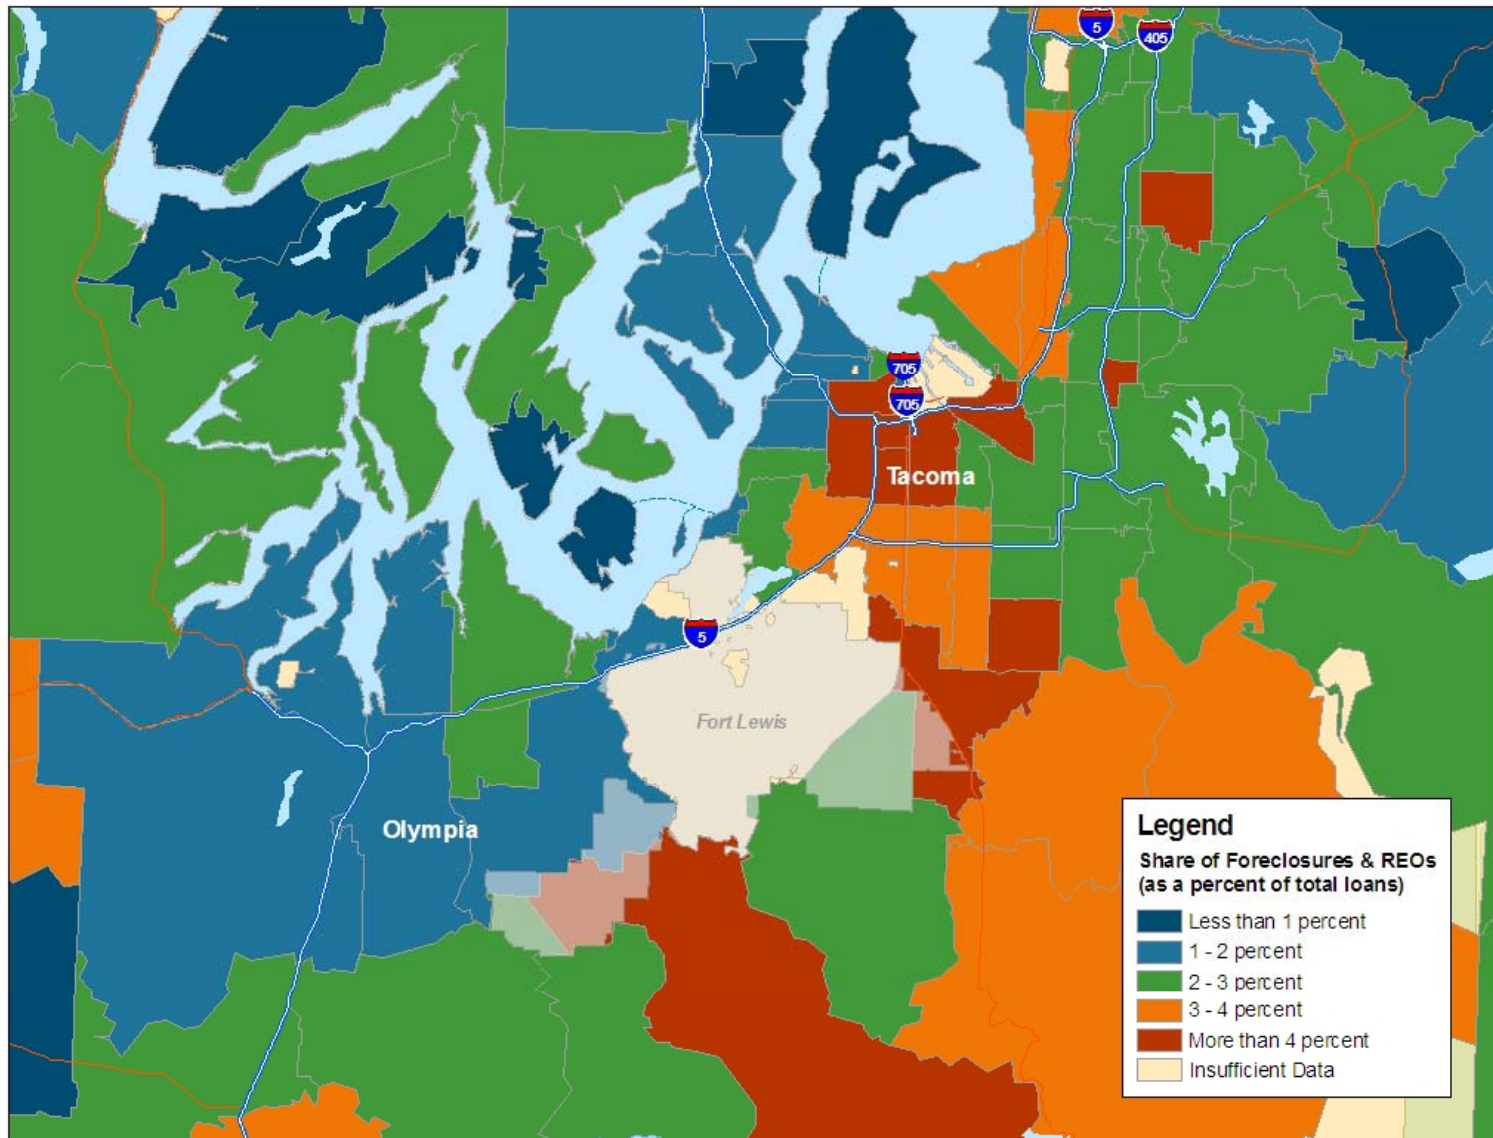 5
405
705
705
Tacoma
5
Fort Lewis
Olympia
Legend
Share of Foreclosures & REOs
(as a percent of total loans)
Less than 1 percent
1 - 2 percent
2 - 3 percent
3 - 4 percent
More than 4 percent
Insufficient Data